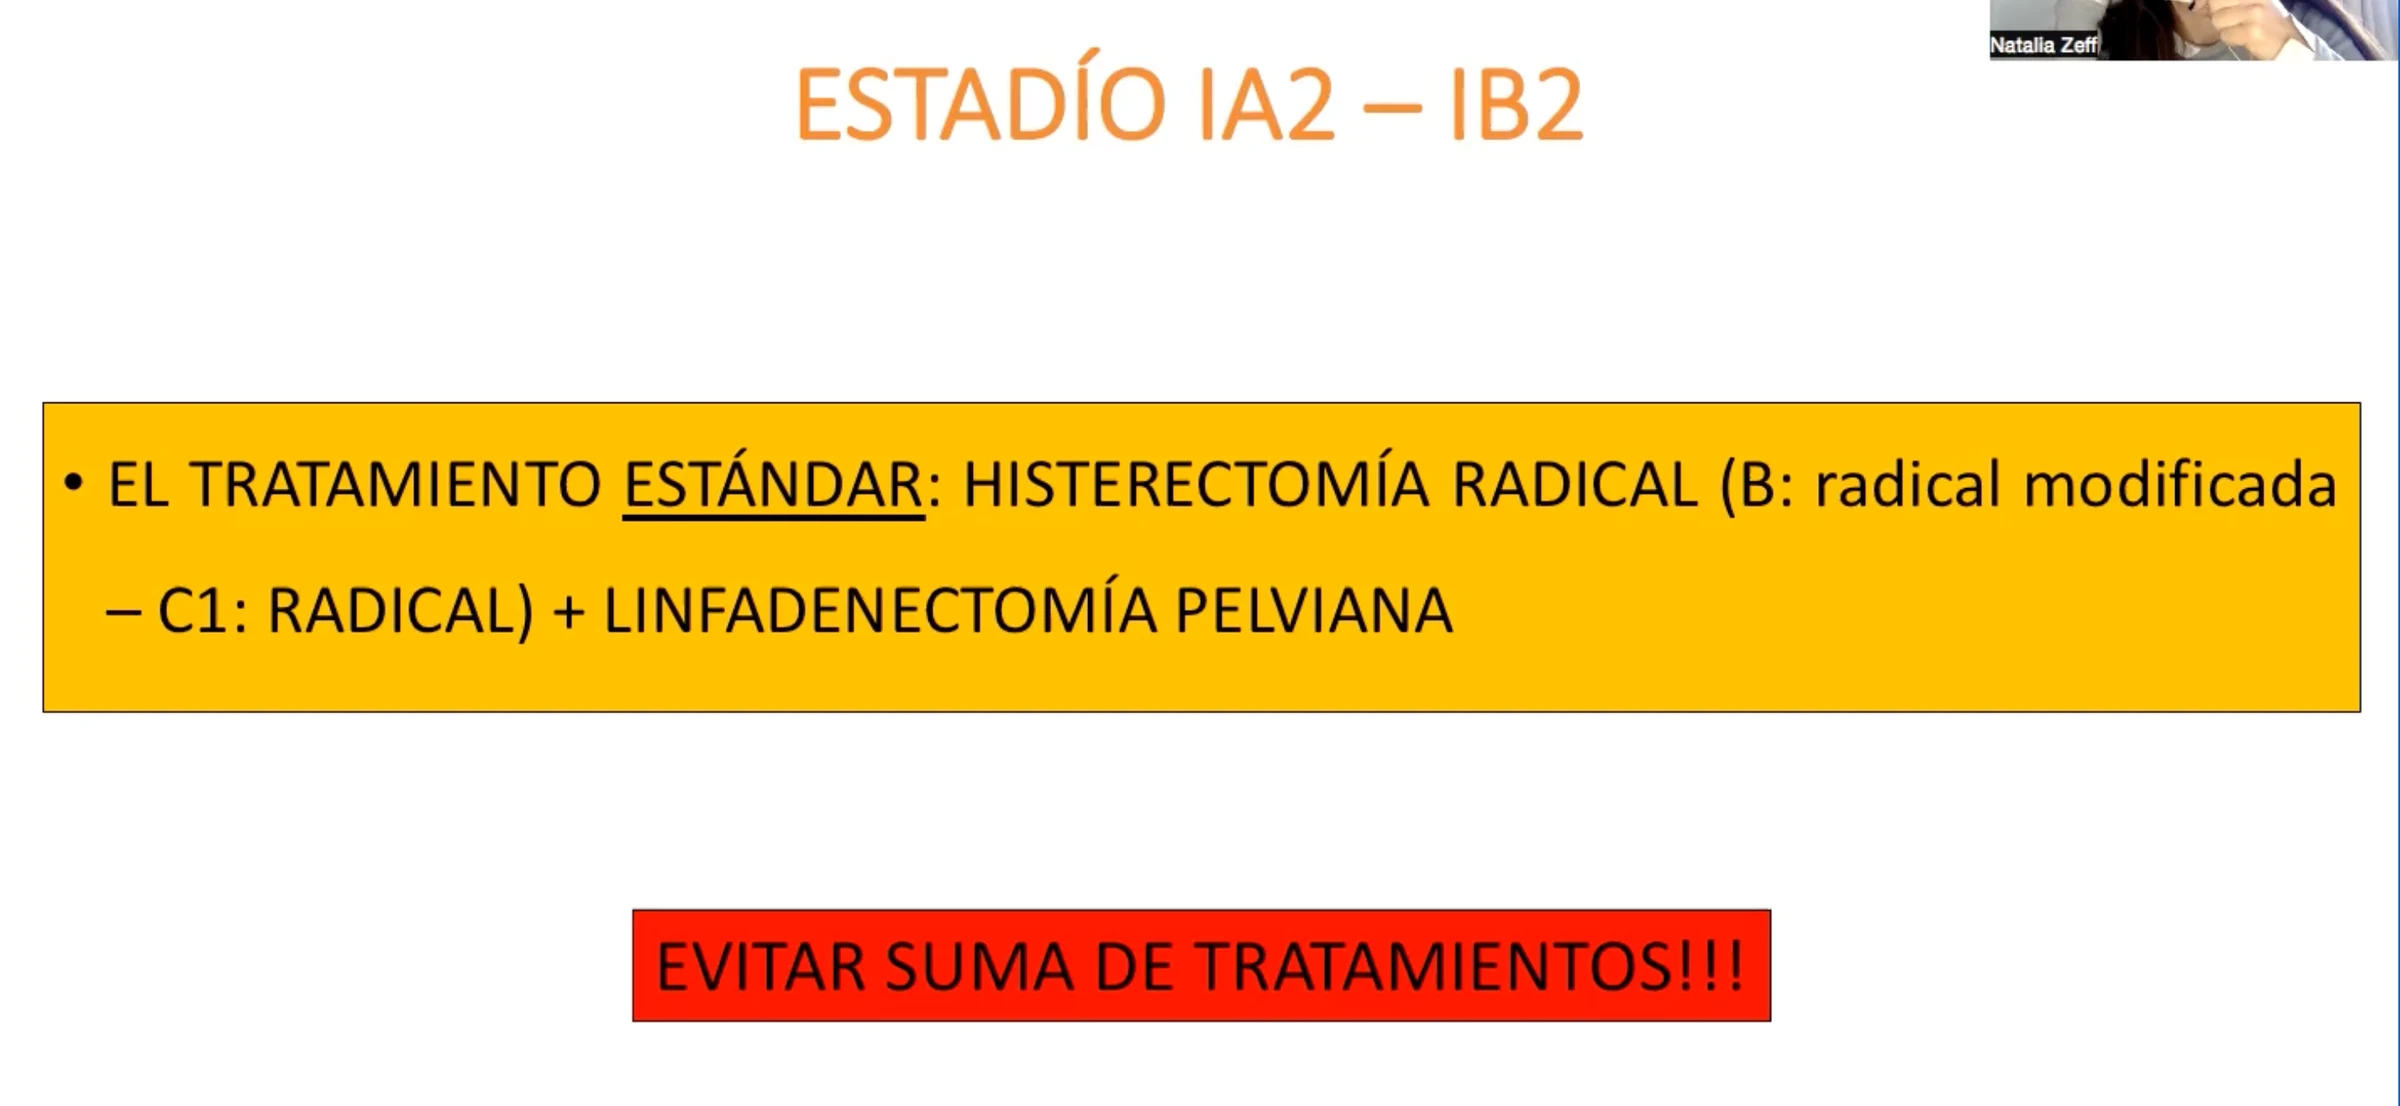 Natalia Zeff
ESTADÍO IA2 – IB2
• EL TRATAMIENTO ESTÁNDAR: HISTERECTOMÍA RADICAL (B: radical modificada
– C1: RADICAL) + LINFADENECTOMÍA PELVIANA
EVITAR SUMA DE TRATAMIENTOS!!!